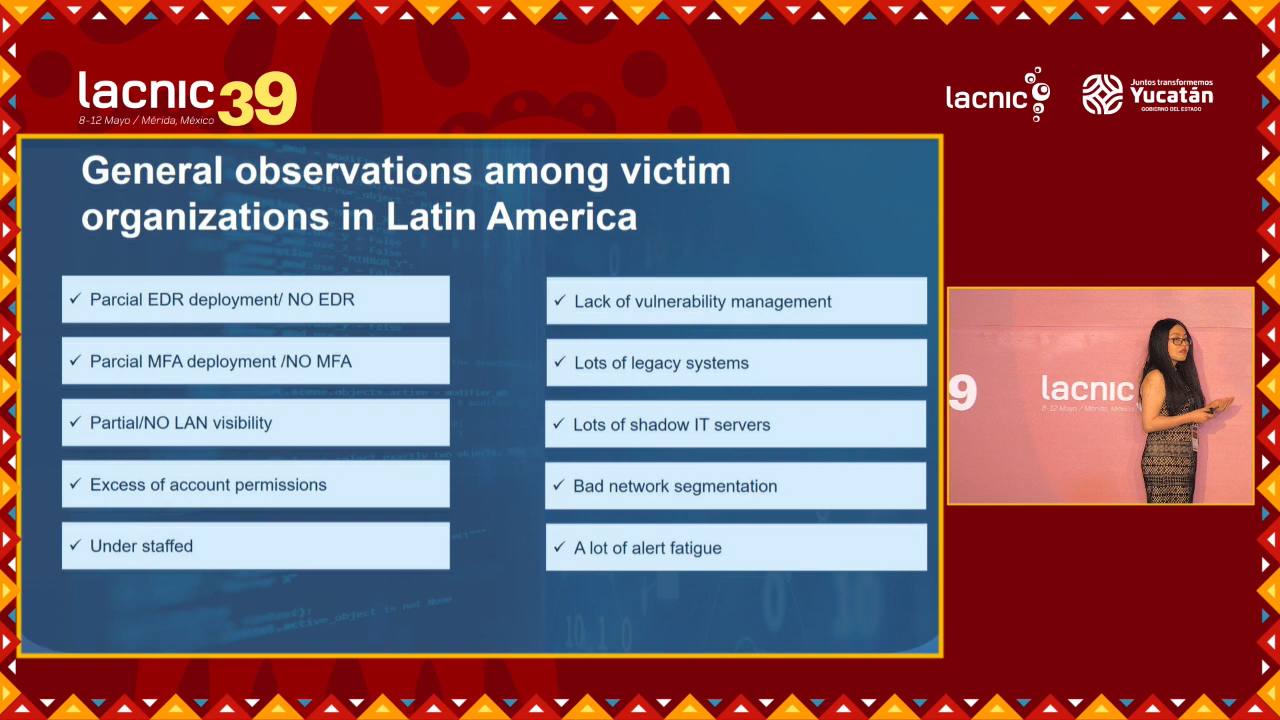 lacnic 39
8-12 Mayo / Mérida, México
lacnic
Juntos transformemos
Yucatán
GOBIERNO DEL ESTADO
General observations among victim
organizations in Latin America
✓ Parcial EDR deployment/ NO EDR
✓ Parcial MFA deployment /NO MFA
✓ Partial/NO LAN visibility
✓ Excess of account permissions
✓ Under staffed
✓ Lack of vulnerability management
✓ Lots of legacy systems
✓ Lots of shadow IT servers
✓ Bad network segmentation
✓ A lot of alert fatigue
9
lacnic
8-12 Mayo / Mérida, México